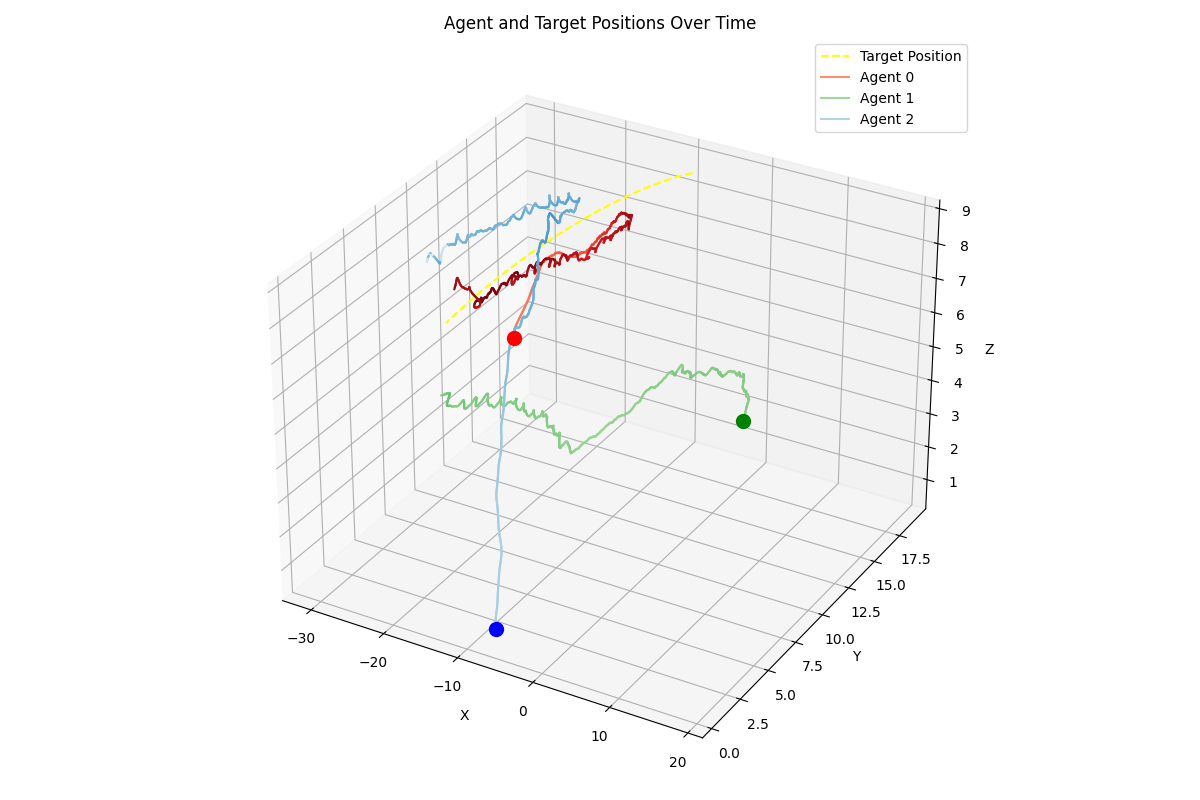 Agent and Target Positions Over Time
Target Position
Agent 0
Agent 1
Agent 2
9
8
7
6
5
4
3
2
1
Z
17.5
15.0
12.5
10.0
7.5
5.0
2.5
0.0
Y
−30
−20
−10
0
10
20
X